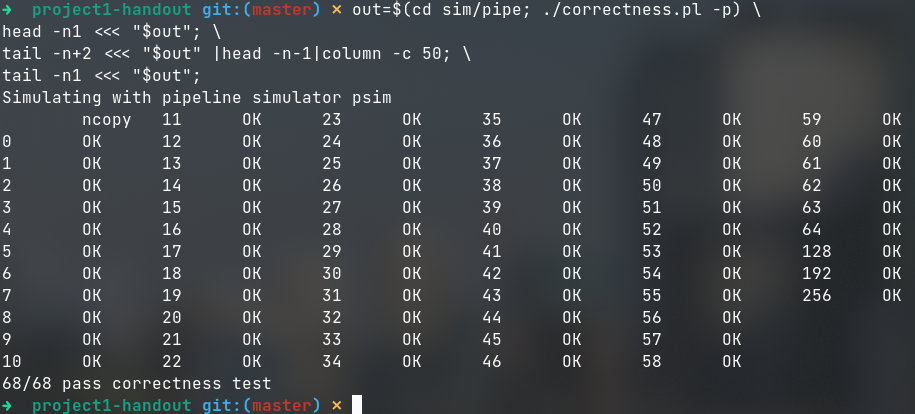 ➜  project1-handout git:(master) ✗ out=$(cd sim/pipe; ./correctness.pl -p) \
head -n1 <<< "$out"; \
tail -n+2 <<< "$out" |head -n-1|column -c 50; \
tail -n1 <<< "$out";
Simulating with pipeline simulator psim
        ncopy   11      OK      23      OK      35      OK      47      OK      59      OK
0       OK      12      OK      24      OK      36      OK      48      OK      60      OK
1       OK      13      OK      25      OK      37      OK      49      OK      61      OK
2       OK      14      OK      26      OK      38      OK      50      OK      62      OK
3       OK      15      OK      27      OK      39      OK      51      OK      63      OK
4       OK      16      OK      28      OK      40      OK      52      OK      64      OK
5       OK      17      OK      29      OK      41      OK      53      OK      128     OK
6       OK      18      OK      30      OK      42      OK      54      OK      192     OK
7       OK      19      OK      31      OK      43      OK      55      OK      256     OK
8       OK      20      OK      32      OK      44      OK      56      OK
9       OK      21      OK      33      OK      45      OK      57      OK
10      OK      22      OK      34      OK      46      OK      58      OK
68/68 pass correctness test
➜  project1-handout git:(master) ✗